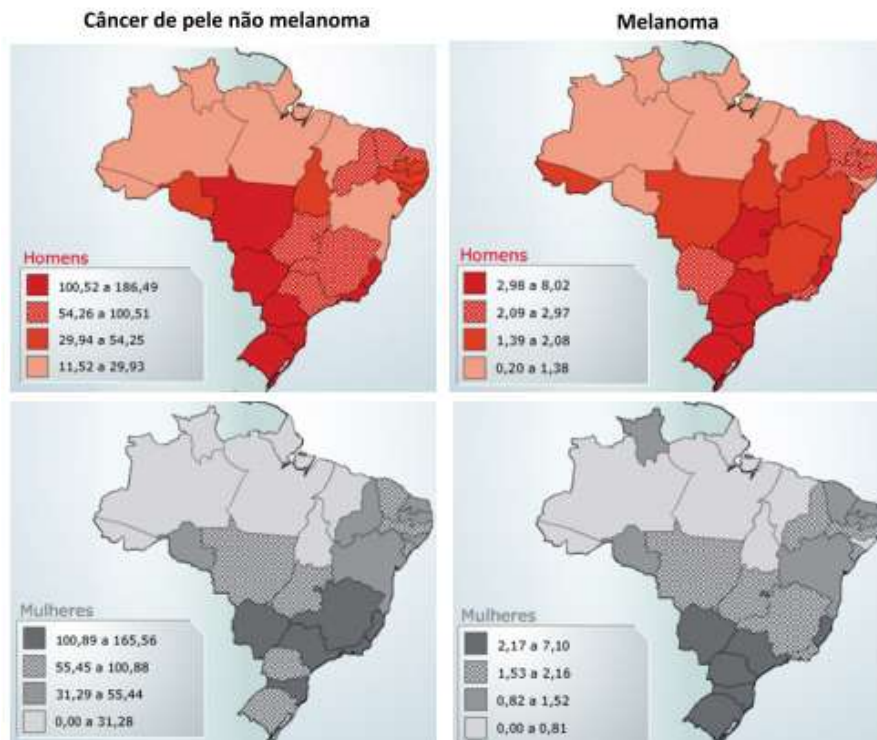 Câncer de pele não melanoma
Melanoma
Homens
100,52 a 186,49
54,26 a 100,51
29,94 a 54,25
11,52 a 29,93
Homens
2,98 a 8,02
2,09 a 2,97
1,39 a 2,08
0,20 a 1,38
Mulheres
100,89 a 165,56
55,45 a 100,88
31,29 a 55,44
0,00 a 31,28
Mulheres
2,17 a 7,10
1,53 a 2,16
0,82 a 1,52
0,00 a 0,81